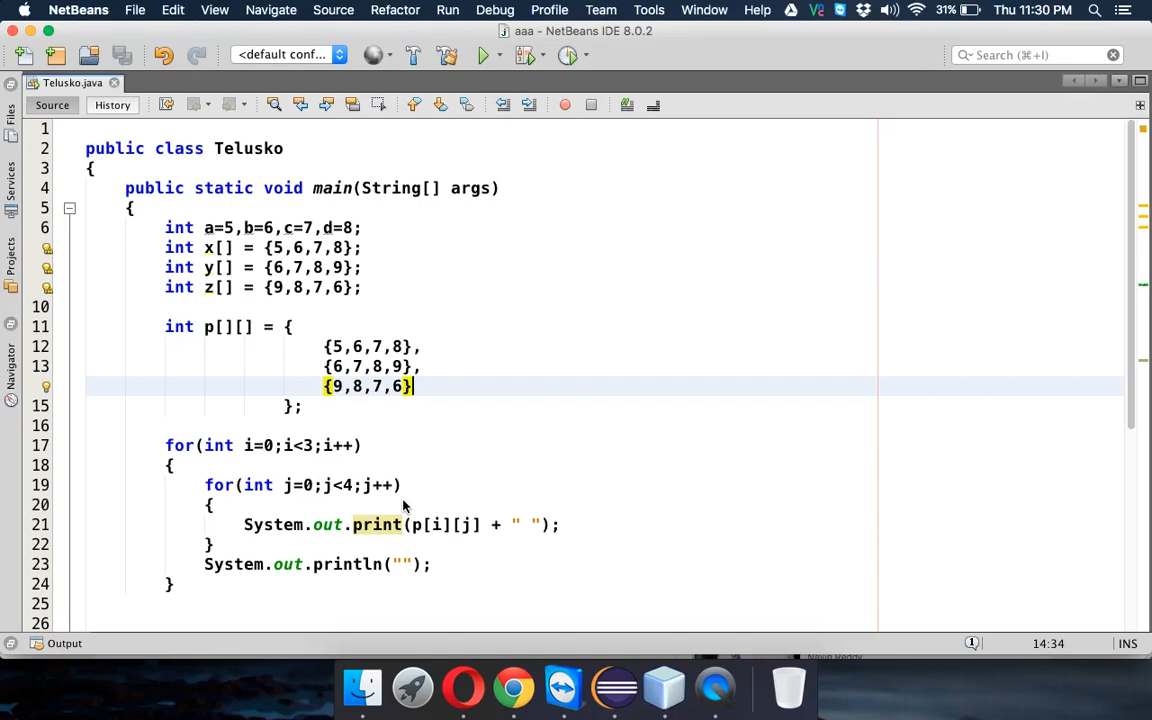 NetBeans File Edit View Navigate Source Refactor Run Debug Profile Team Tools Window Help 31% Thu 11:30 PM
aaa - NetBeans IDE 8.0.2
<default conf... Search (⌘+I)
Telusko.java
Source History
Files
Services
Projects
Navigator
1
2 public class Telusko
3 {
4 public static void main(String[] args)
5 {
6 int a=5,b=6,c=7,d=8;
int x[] = {5,6,7,8};
int y[] = {6,7,8,9};
int z[] = {9,8,7,6};
10
11 int p[][] = {
12 {5,6,7,8},
13 {6,7,8,9},
{9,8,7,6}
15 };
16
17 for(int i=0;i<3;i++)
18 {
19 for(int j=0;j<4;j++)
20 {
21 System.out.print(p[i][j] + " ");
22 }
23 System.out.println("");
24 }
25
26
Output 1 14:34 INS